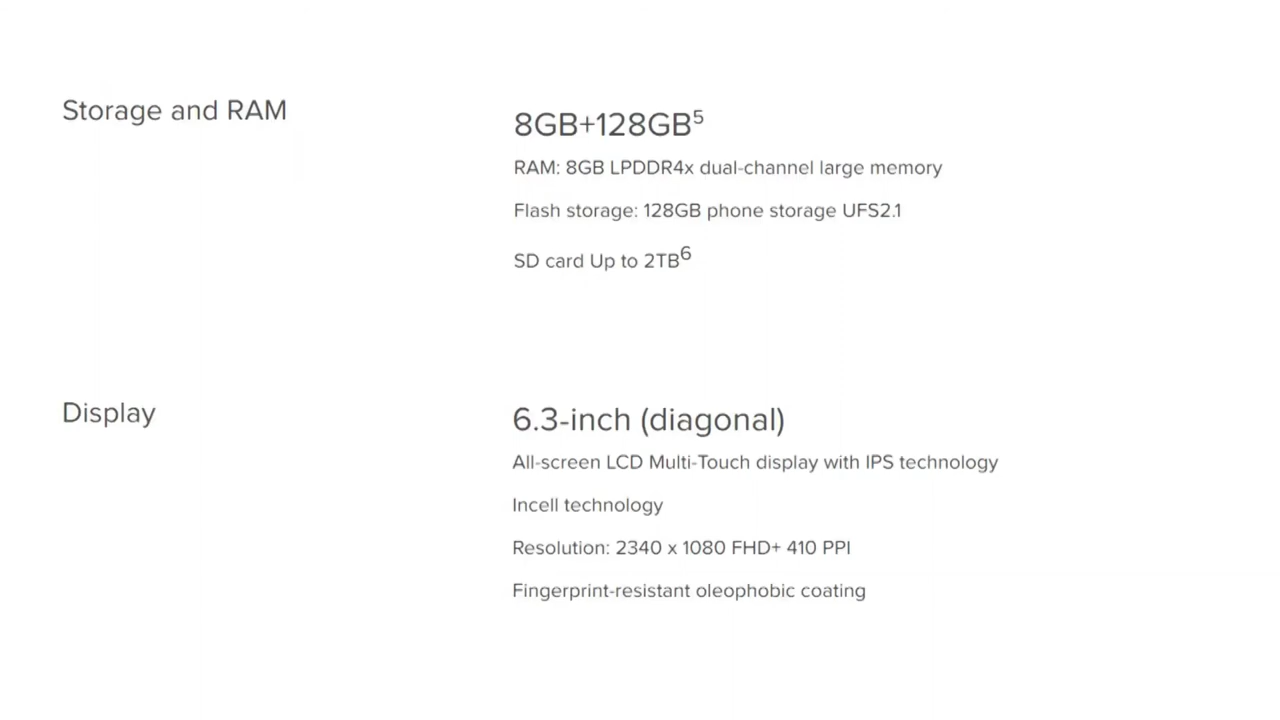 Storage and RAM
8GB+128GB⁵
RAM: 8GB LPDDR4x dual-channel large memory
Flash storage: 128GB phone storage UFS2.1
SD card Up to 2TB⁶
Display
6.3-inch (diagonal)
All-screen LCD Multi-Touch display with IPS technology
Incell technology
Resolution: 2340 x 1080 FHD+ 410 PPI
Fingerprint-resistant oleophobic coating